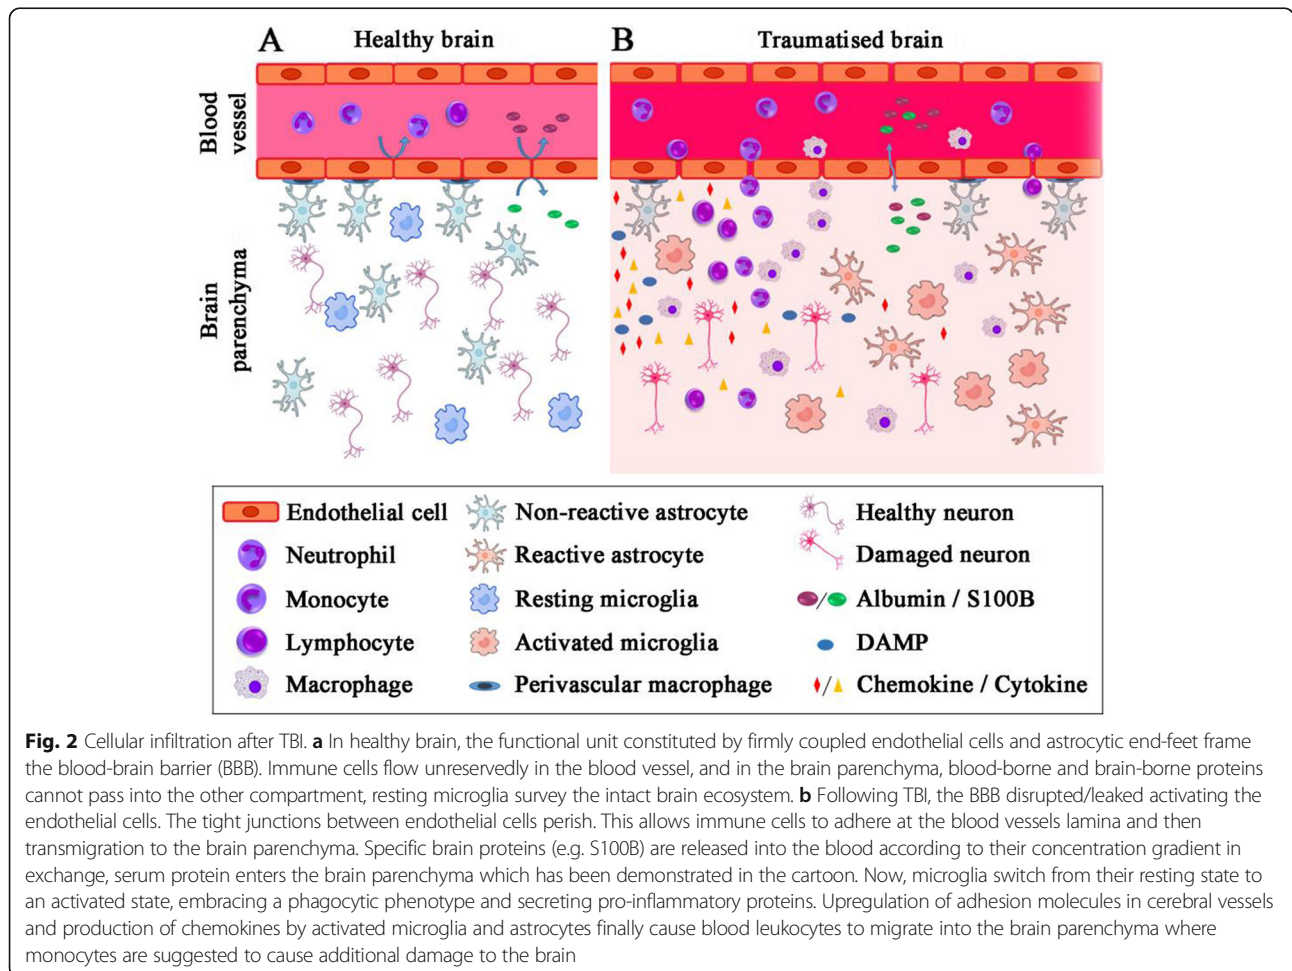 A Healthy brain
B Traumatised brain
Blood
vessel
Brain
parenchyma
Endothelial cell
Neutrophil
Monocyte
Lymphocyte
Macrophage
Non-reactive astrocyte
Reactive astrocyte
Resting microglia
Activated microglia
Perivascular macrophage
Healthy neuron
Damaged neuron
/ Albumin / S100B
DAMP
/ Chemokine / Cytokine
Fig. 2 Cellular infiltration after TBI. a In healthy brain, the functional unit constituted by firmly coupled endothelial cells and astrocytic end-feet frame
the blood-brain barrier (BBB). Immune cells flow unreservedly in the blood vessel, and in the brain parenchyma, blood-borne and brain-borne proteins
cannot pass into the other compartment, resting microglia survey the intact brain ecosystem. b Following TBI, the BBB disrupted/leaked activating the
endothelial cells. The tight junctions between endothelial cells perish. This allows immune cells to adhere at the blood vessels lamina and then
transmigration to the brain parenchyma. Specific brain proteins (e.g. S100B) are released into the blood according to their concentration gradient in
exchange, serum protein enters the brain parenchyma which has been demonstrated in the cartoon. Now, microglia switch from their resting state to
an activated state, embracing a phagocytic phenotype and secreting pro-inflammatory proteins. Upregulation of adhesion molecules in cerebral vessels
and production of chemokines by activated microglia and astrocytes finally cause blood leukocytes to migrate into the brain parenchyma where
monocytes are suggested to cause additional damage to the brain